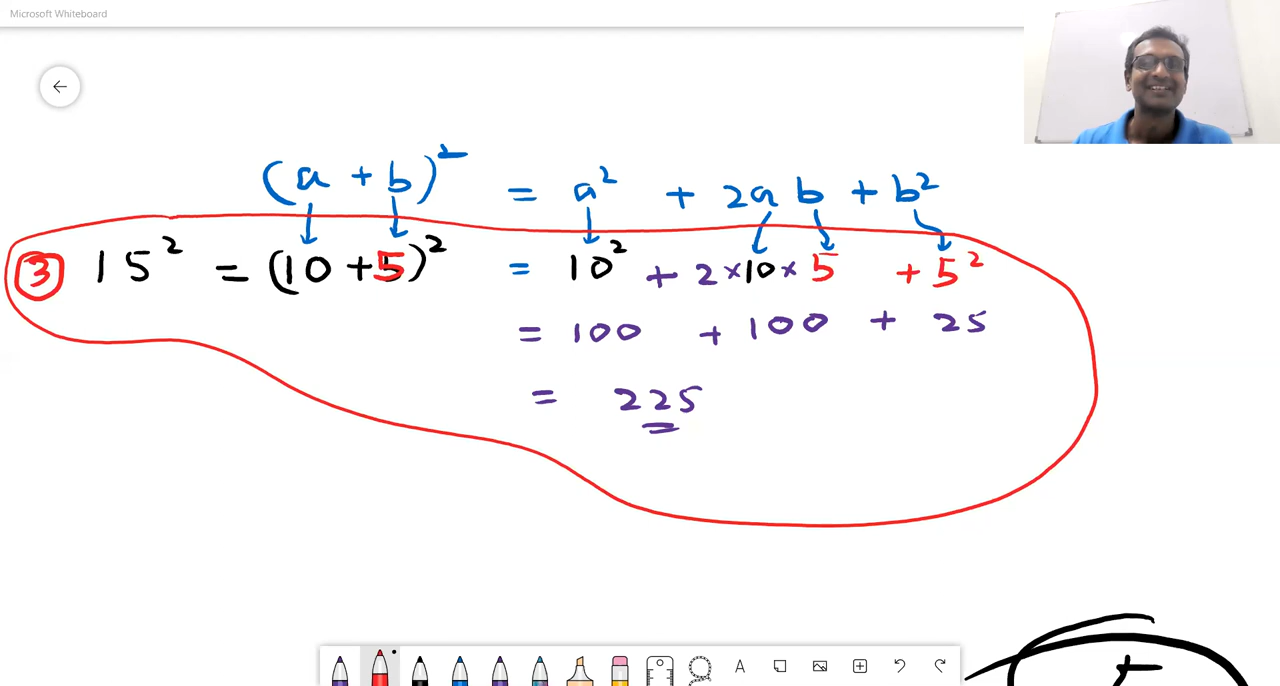 Microsoft Whiteboard
(a + b)² = a² + 2ab + b²
③ 15² = (10 + 5)² = 10² + 2×10×5 + 5²
= 100 + 100 + 25
= 225
A